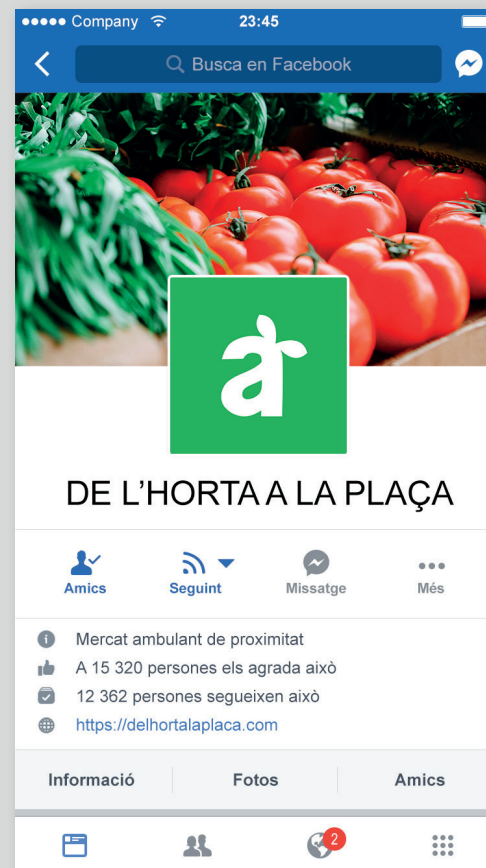 Company 23:45
Busca en Facebook
a
DE L'HORTA A LA PLAÇA
Amics Seguint Missatge Més
Mercat ambulant de proximitat
A 15 320 persones els agrada això
12 362 persones segueixen això
https://delhortalaplaca.com
Informació Fotos Amics
2